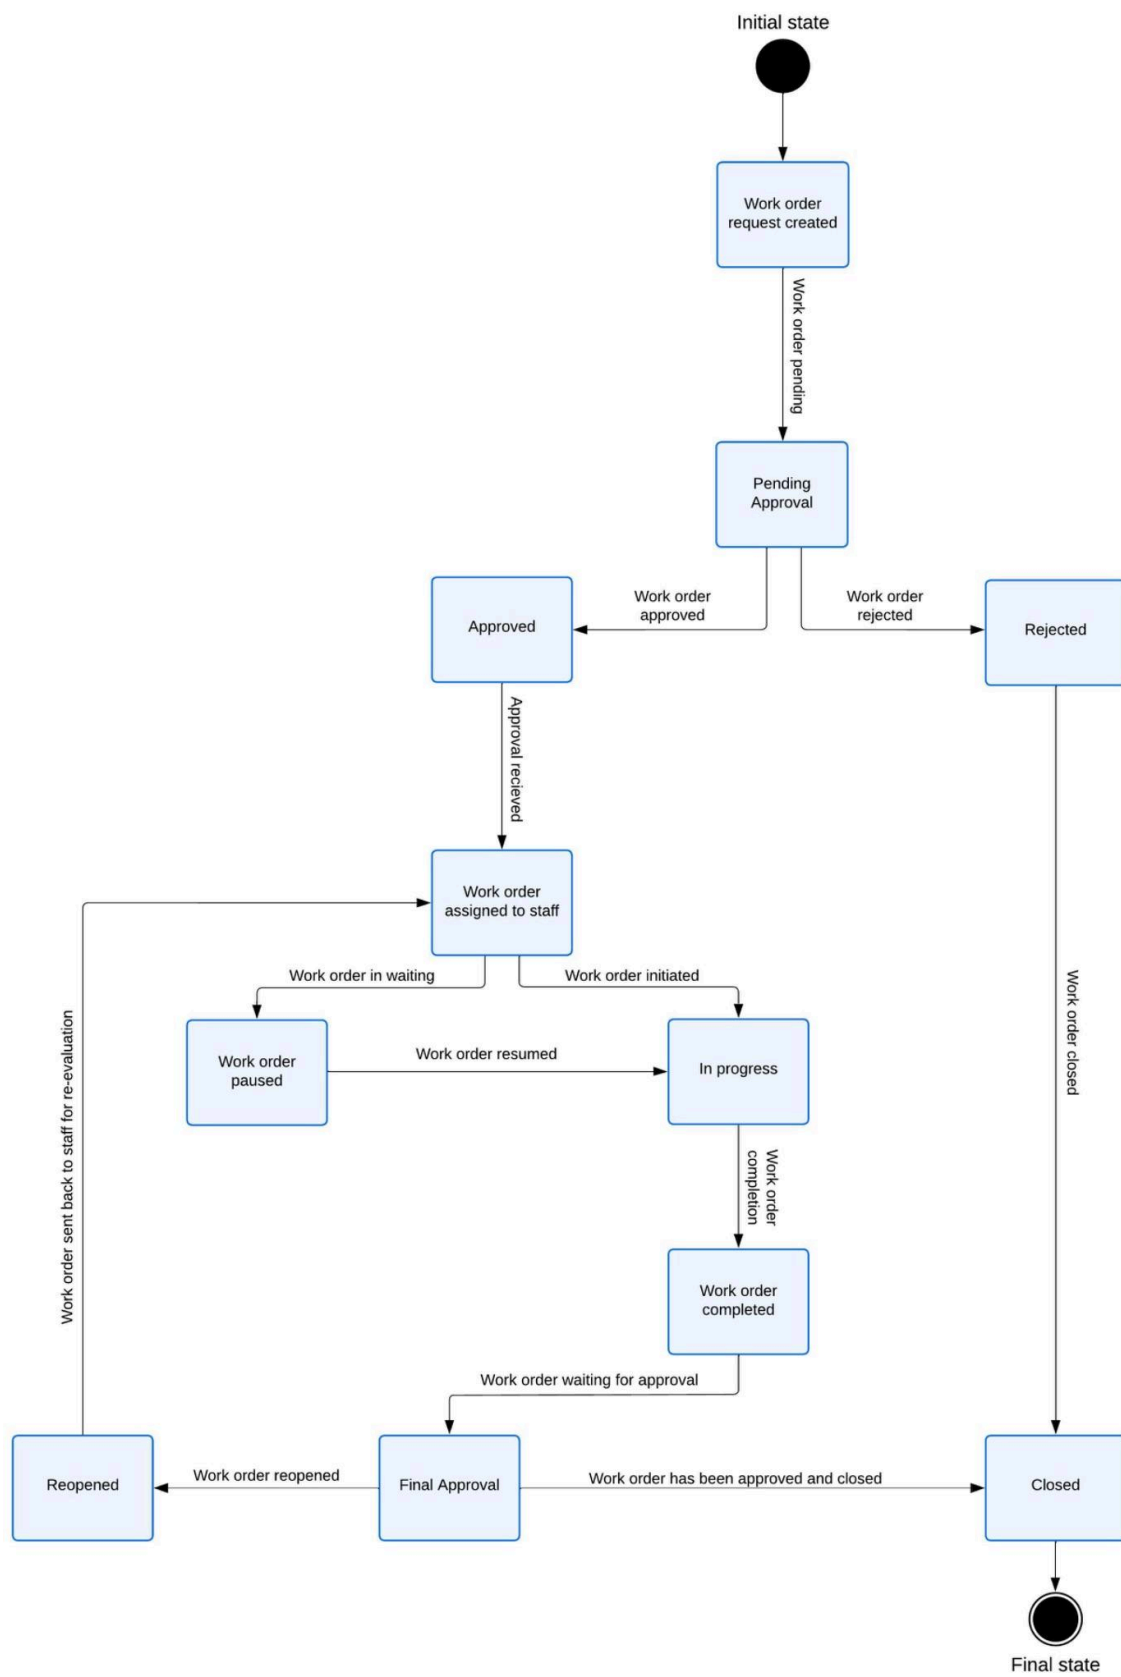 Initial state
Work order
request created
Work order pending
Pending
Approval
Work order
approved
Work order
rejected
Approved
Rejected
Approval recieved
Work order
assigned to staff
Work order in waiting
Work order initiated
Work order
paused
Work order resumed
In progress
Work order closed
Work order sent back to staff for re-evaluation
Work order
completion
Work order
completed
Work order waiting for approval
Reopened
Work order reopened
Final Approval
Work order has been approved and closed
Closed
Final state